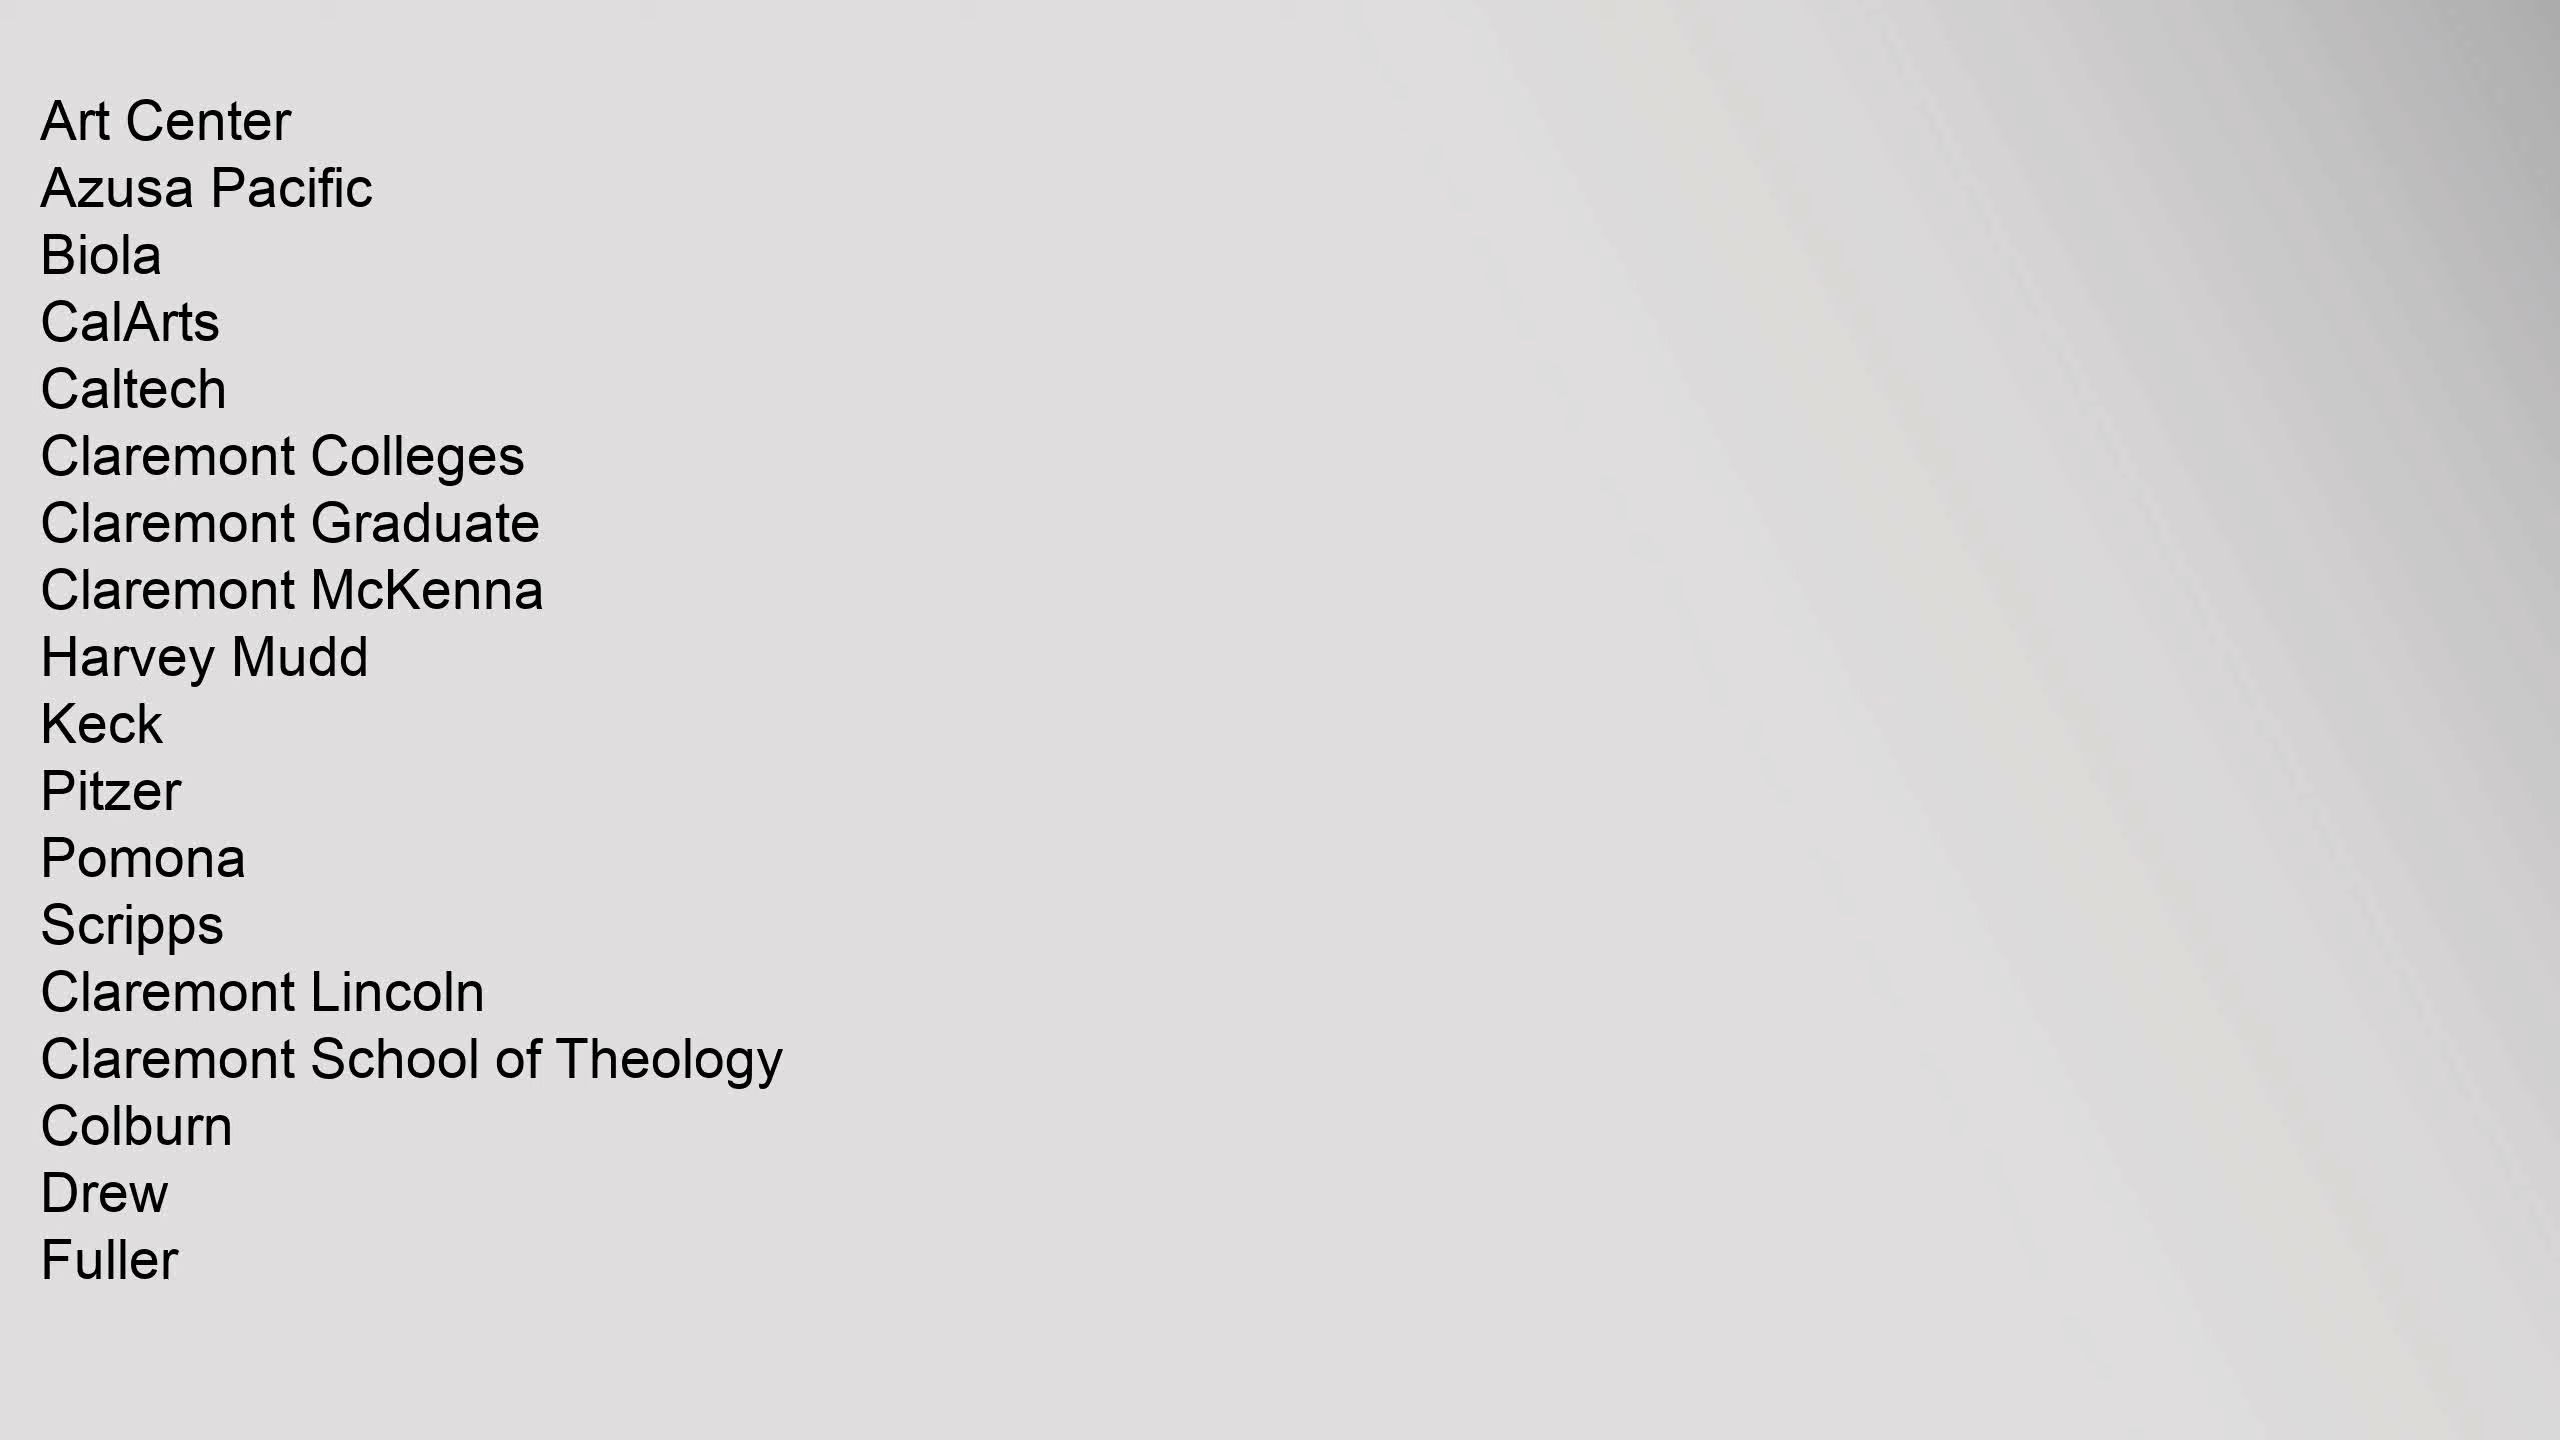 Art Center
Azusa Pacific
Biola
CalArts
Caltech
Claremont Colleges
Claremont Graduate
Claremont McKenna
Harvey Mudd
Keck
Pitzer
Pomona
Scripps
Claremont Lincoln
Claremont School of Theology
Colburn
Drew
Fuller